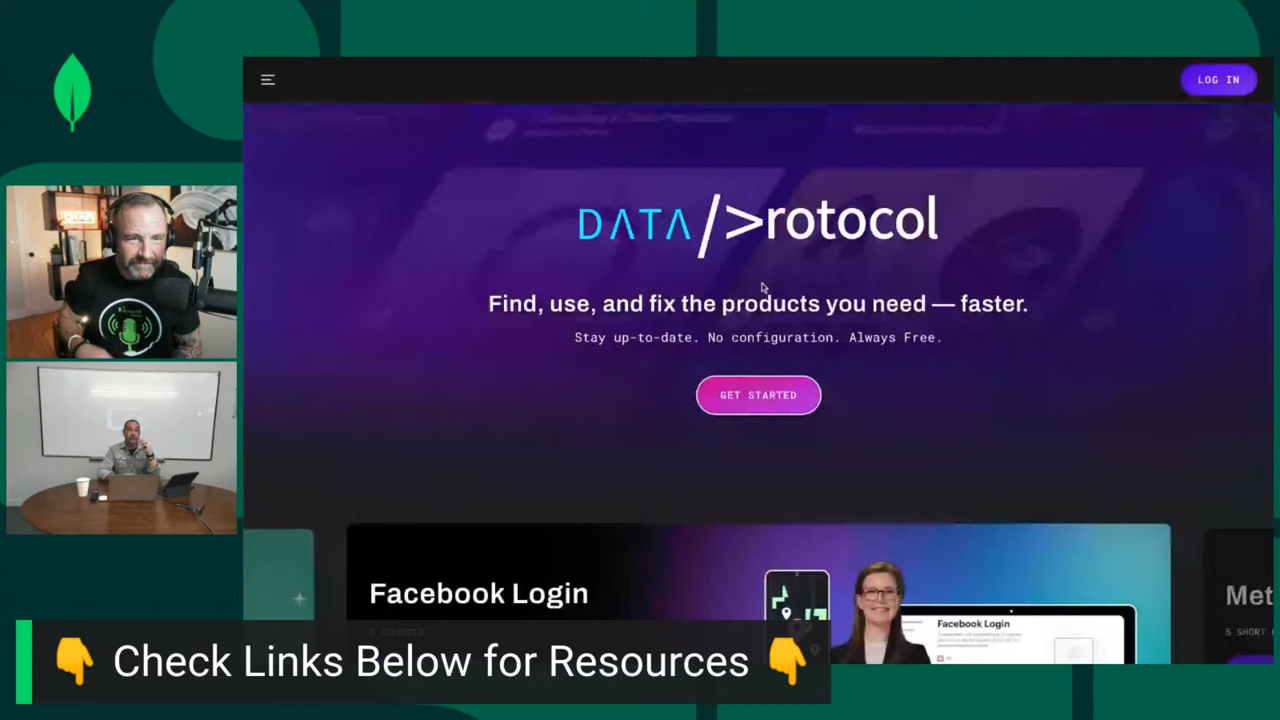 LOG IN
DATA/>rotocol
Find, use, and fix the products you need — faster.
Stay up-to-date. No configuration. Always Free.
GET STARTED
Facebook Login
Facebook Login
Met
5 SHORT
👇 Check Links Below for Resources 👇